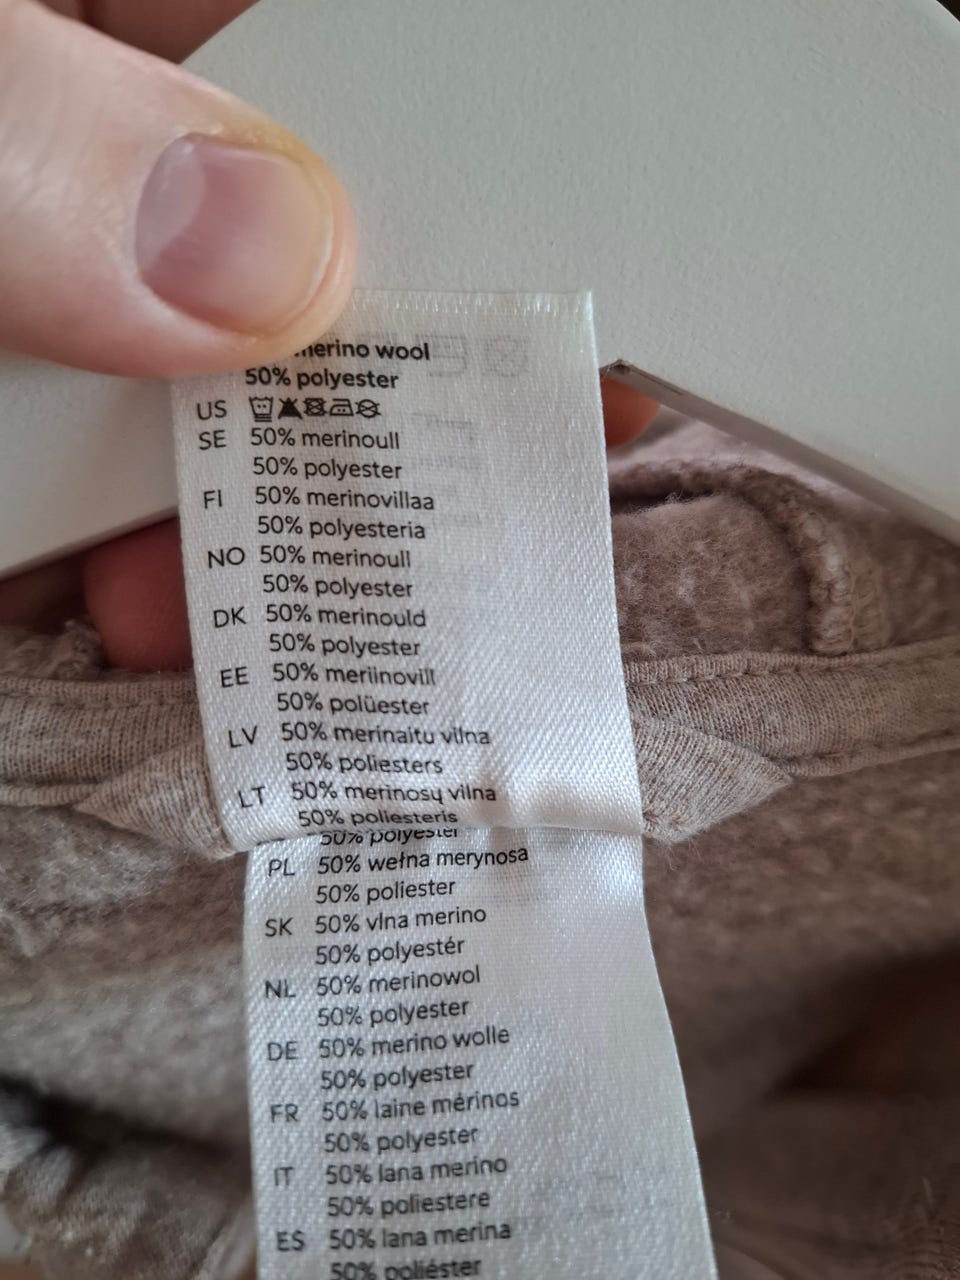 merino wool
50% polyester
US
SE 50% merinoull
50% polyester
FI 50% merinovillaa
50% polyesteria
NO 50% merinoull
50% polyester
DK 50% merinould
50% polyester
EE 50% meriinovill
50% polüester
LV 50% merinaitu vilna
50% poliesters
LT 50% merinosų vilna
50% poliesteris
50% polyester
PL 50% wełna merynosa
50% poliester
SK 50% vlna merino
50% polyestér
NL 50% merinowol
50% polyester
DE 50% merino wolle
50% polyester
FR 50% laine mérinos
50% polyester
IT 50% lana merino
50% poliestere
ES 50% lana merina
50% poliéster